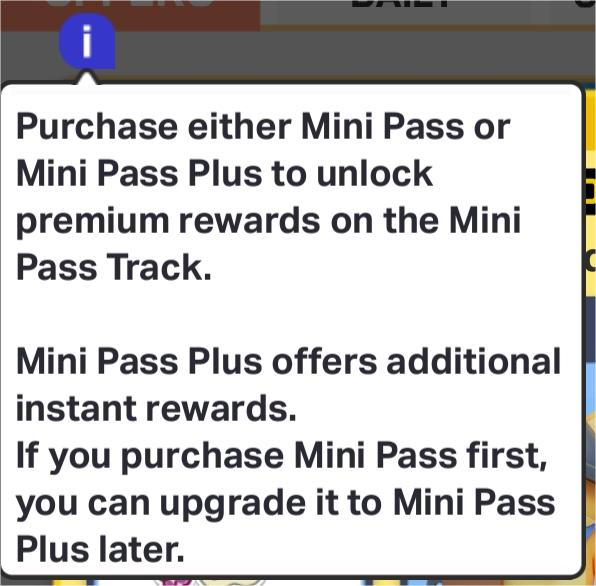 OFFERS DAILY
i
Purchase either Mini Pass or
Mini Pass Plus to unlock
premium rewards on the Mini
Pass Track.
Mini Pass Plus offers additional
instant rewards.
If you purchase Mini Pass first,
you can upgrade it to Mini Pass
Plus later.